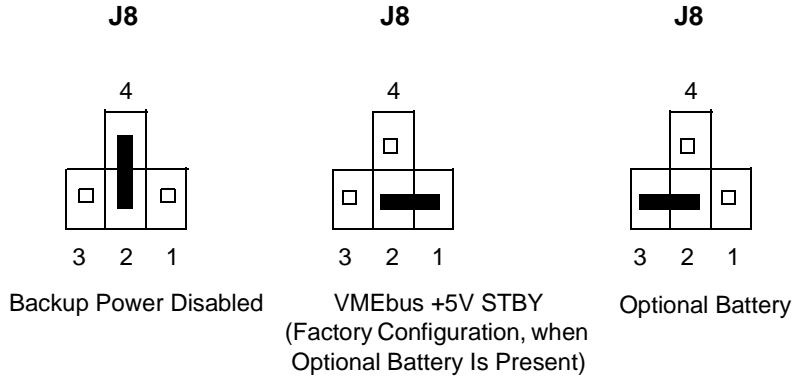 J8 J8 J8
4 4 4
3 2 1 3 2 1 3 2 1
Backup Power Disabled
VMEbus +5V STBY
(Factory Configuration, when
Optional Battery Is Present)
Optional Battery